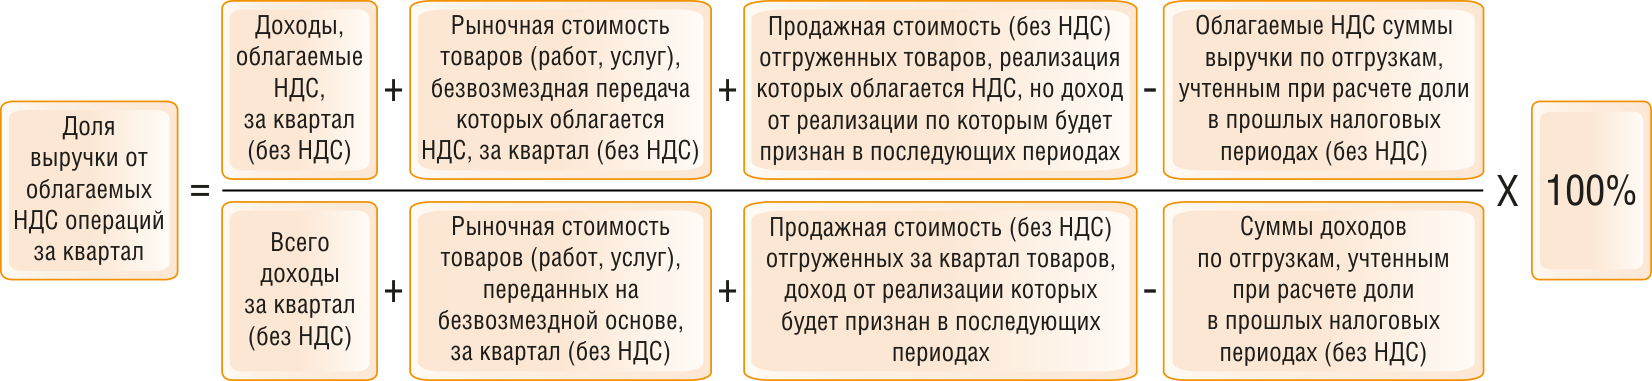 Доля
выручки от
облагаемых
НДС операций
за квартал
=
Доходы,
облагаемые
НДС,
за квартал
(без НДС)
+
Рыночная стоимость
товаров (работ, услуг),
безвозмездная передача
которых облагается
НДС, за квартал (без НДС)
+
Продажная стоимость (без НДС)
отгруженных товаров, реализация
которых облагается НДС, но доход
от реализации по которым будет
признан в последующих периодах
-
Облагаемые НДС суммы
выручки по отгрузкам,
учтенным при расчете доли
в прошлых налоговых
периодах (без НДС)
Всего
доходы
за квартал
(без НДС)
+
Рыночная стоимость
товаров (работ, услуг),
переданных на
безвозмездной основе,
за квартал (без НДС)
+
Продажная стоимость (без НДС)
отгруженных за квартал товаров,
доход от реализации которых
будет признан в последующих
периодах
-
Суммы доходов
по отгрузкам, учтенным
при расчете доли
в прошлых налоговых
периодах (без НДС)
X
100%